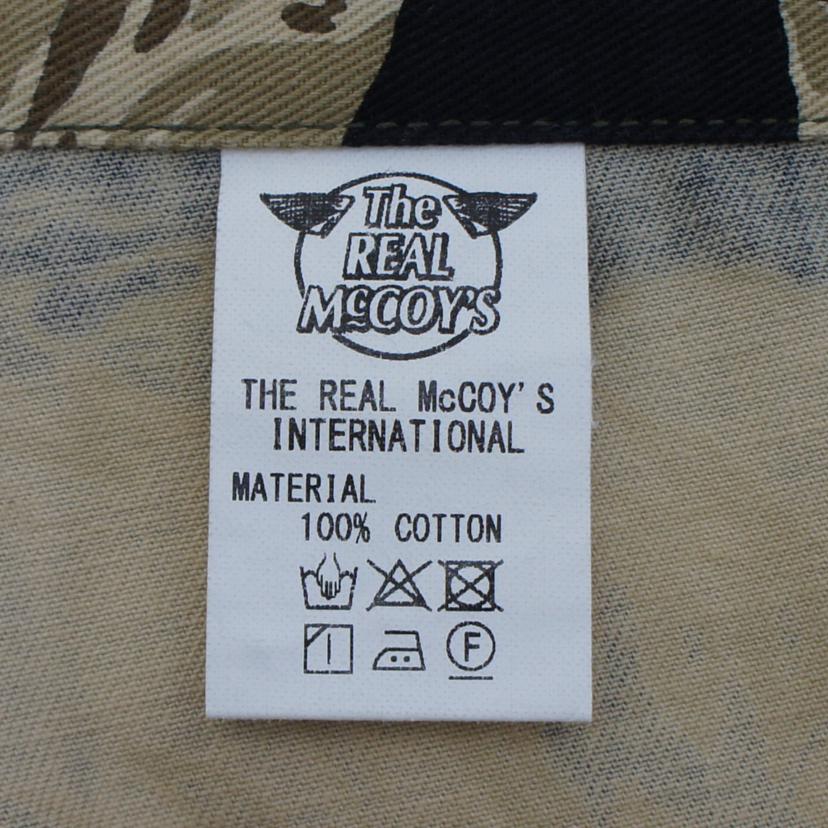 The
REAL
McCOY'S
THE REAL McCOY'S
INTERNATIONAL
MATERIAL
100% COTTON
F